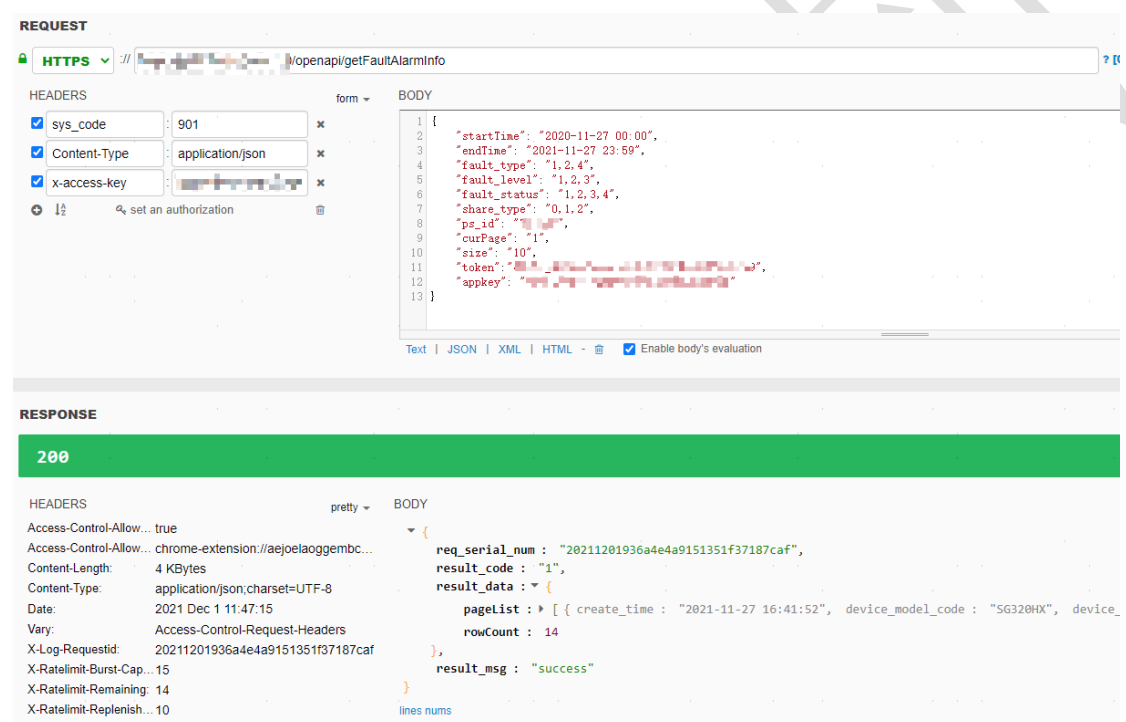 REQUEST
HTTPS :// /openapi/getFaultAlarmInfo ?
HEADERS form
sys_code : 901
Content-Type : application/json
x-access-key :
set an authorization
BODY
1 {
2 "startTime": "2020-11-27 00:00",
3 "endTime": "2021-11-27 23:59",
4 "fault_type": "1,2,4",
5 "fault_level": "1,2,3",
6 "fault_status": "1,2,3,4",
7 "share_type": "0,1,2",
8 "ps_id": "
9 "curPage": "1",
10 "size": "10",
11 "token":
12 "appkey": "
13 }
Text | JSON | XML | HTML - Enable body's evaluation
RESPONSE
200
HEADERS pretty
Access-Control-Allow... true
Access-Control-Allow... chrome-extension://aejoelaoggembc...
Content-Length: 4 KBytes
Content-Type: application/json;charset=UTF-8
Date: 2021 Dec 1 11:47:15
Vary: Access-Control-Request-Headers
X-Log-Requestid: 20211201936a4e4a9151351f37187caf
X-Ratelimit-Burst-Cap... 15
X-Ratelimit-Remaining: 14
X-Ratelimit-Replenish... 10
BODY
{
req_serial_num : "20211201936a4e4a9151351f37187caf",
result_code : "1",
result_data : {
pageList : [ { create_time : "2021-11-27 16:41:52", device_model_code : "SG320HX", device_
rowCount : 14
},
result_msg : "success"
}
lines nums